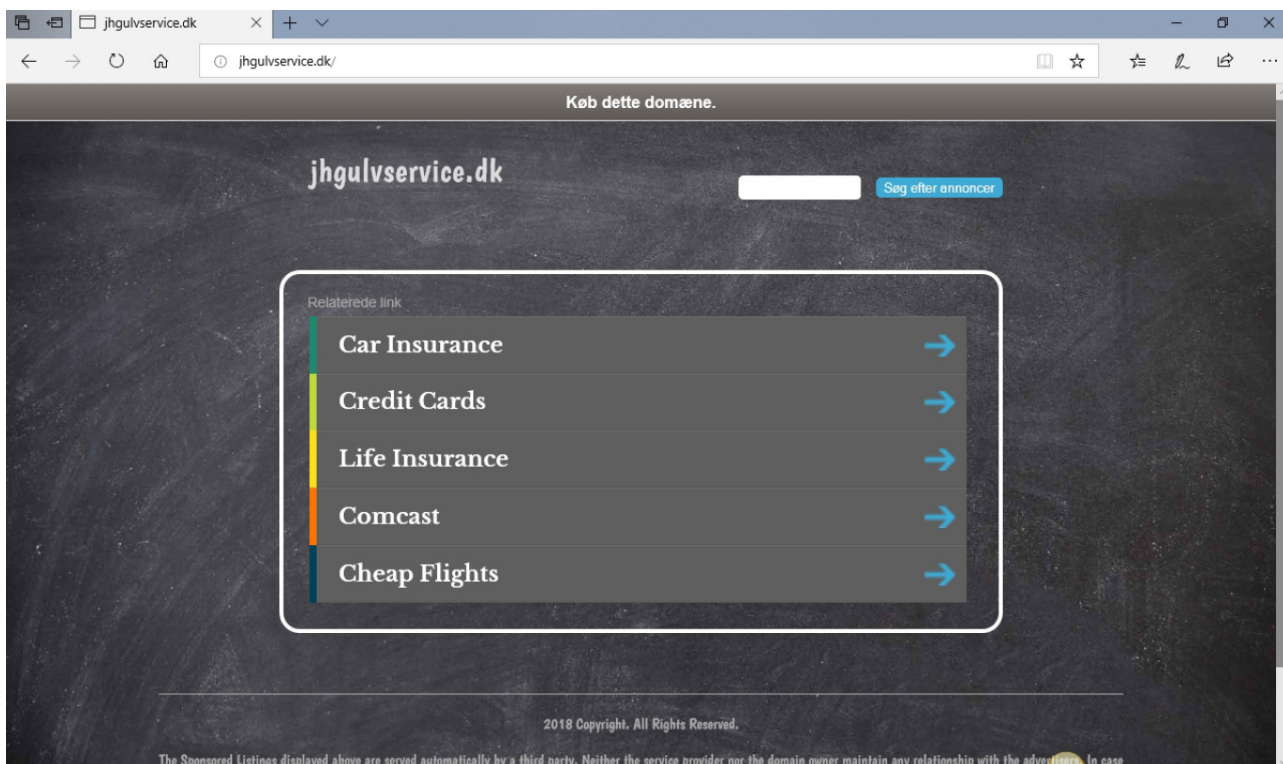 jhgulvservice.dk
jhgulvservice.dk/
Køb dette domæne.
jhgulvservice.dk
Søg efter annoncer
Relaterede link
Car Insurance
Credit Cards
Life Insurance
Comcast
Cheap Flights
2018 Copyright. All Rights Reserved.
The Sponsored Listings displayed above are served automatically by a third party. Neither the service provider nor the domain owner maintain any relationship with the advertisers. In case